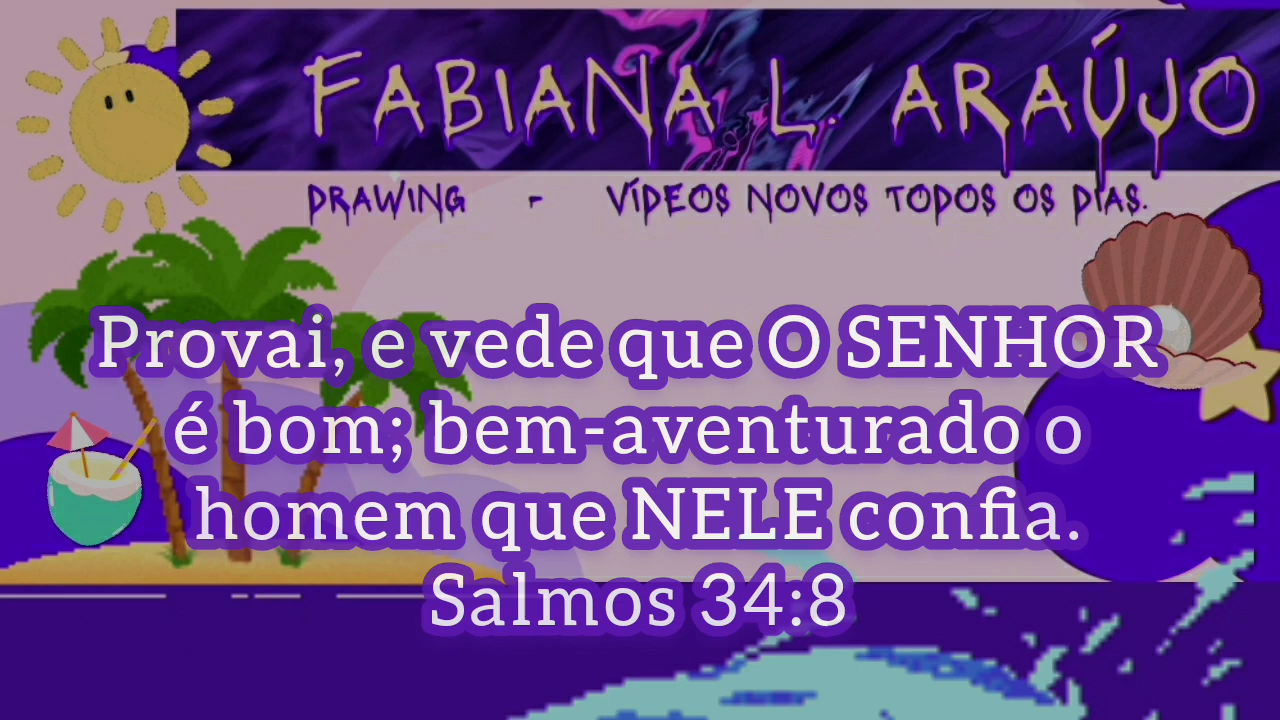 FABIANA L. ARAÚJO
DRAWING - VÍDEOS NOVOS TODOS OS DIAS.
Provai, e vede que O SENHOR
é bom; bem-aventurado o
homem que NELE confia.
Salmos 34:8